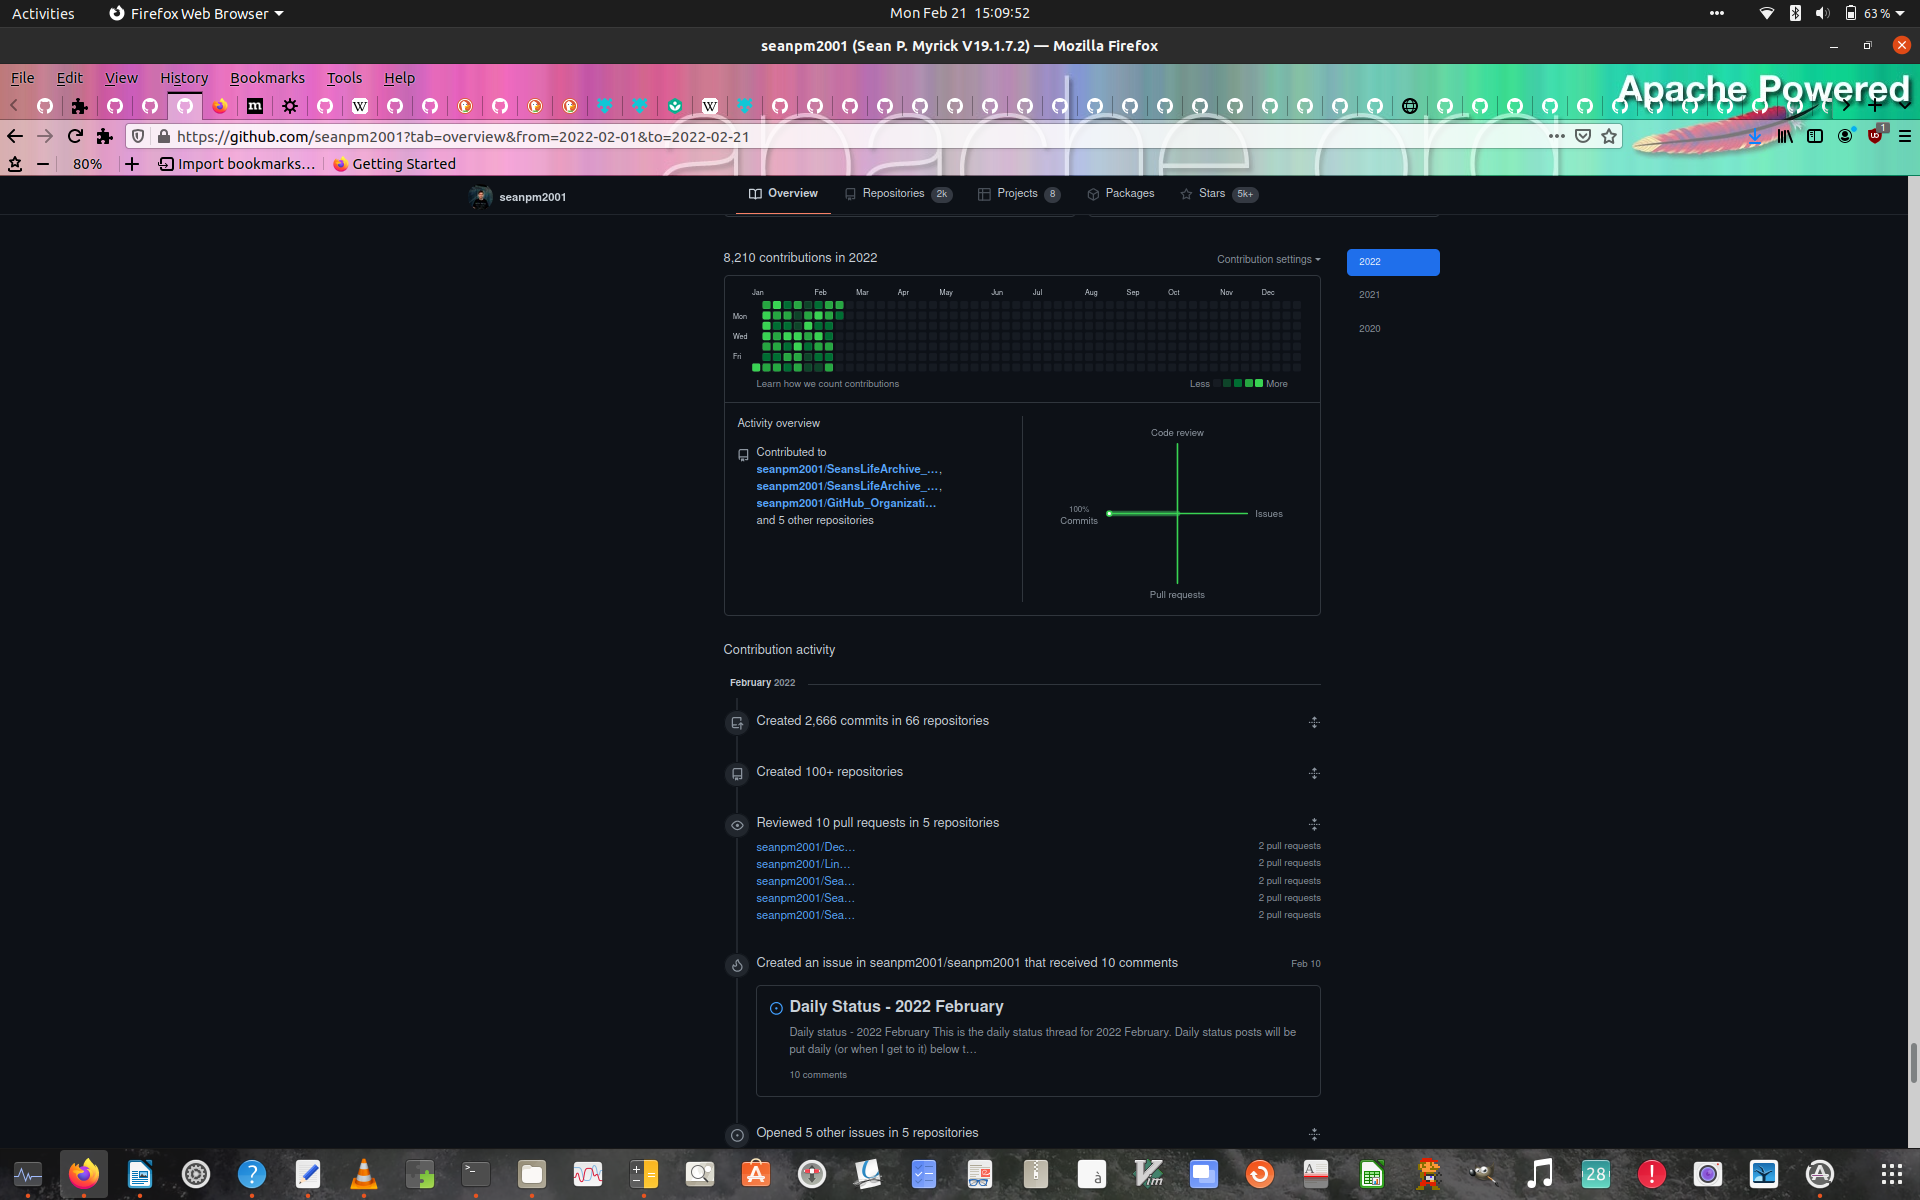 Activities
Firefox Web Browser
Mon Feb 21 15:09:52
63 %
seanpm2001 (Sean P. Myrick V19.1.7.2) — Mozilla Firefox
File Edit View History Bookmarks Tools Help
Apache Powered
https://github.com/seanpm2001?tab=overview&from=2022-02-01&to=2022-02-21
80%
Import bookmarks…
Getting Started
seanpm2001
Overview
Repositories 2k
Projects 8
Packages
Stars 5k+
8,210 contributions in 2022
Contribution settings
2022
2021
2020
Jan Feb Mar Apr May Jun Jul Aug Sep Oct Nov Dec
Mon
Wed
Fri
Learn how we count contributions
Less
More
Activity overview
Contributed to
seanpm2001/SeansLifeArchive_…,
seanpm2001/SeansLifeArchive_…,
seanpm2001/GitHub_Organizati…
and 5 other repositories
Code review
100%
Commits
Issues
Pull requests
Contribution activity
February 2022
Created 2,666 commits in 66 repositories
Created 100+ repositories
Reviewed 10 pull requests in 5 repositories
seanpm2001/Dec… 2 pull requests
seanpm2001/Lin… 2 pull requests
seanpm2001/Sea… 2 pull requests
seanpm2001/Sea… 2 pull requests
seanpm2001/Sea… 2 pull requests
Created an issue in seanpm2001/seanpm2001 that received 10 comments
Feb 10
Daily Status - 2022 February
Daily status - 2022 February This is the daily status thread for 2022 February. Daily status posts will be
put daily (or when I get to it) below t…
10 comments
Opened 5 other issues in 5 repositories
28